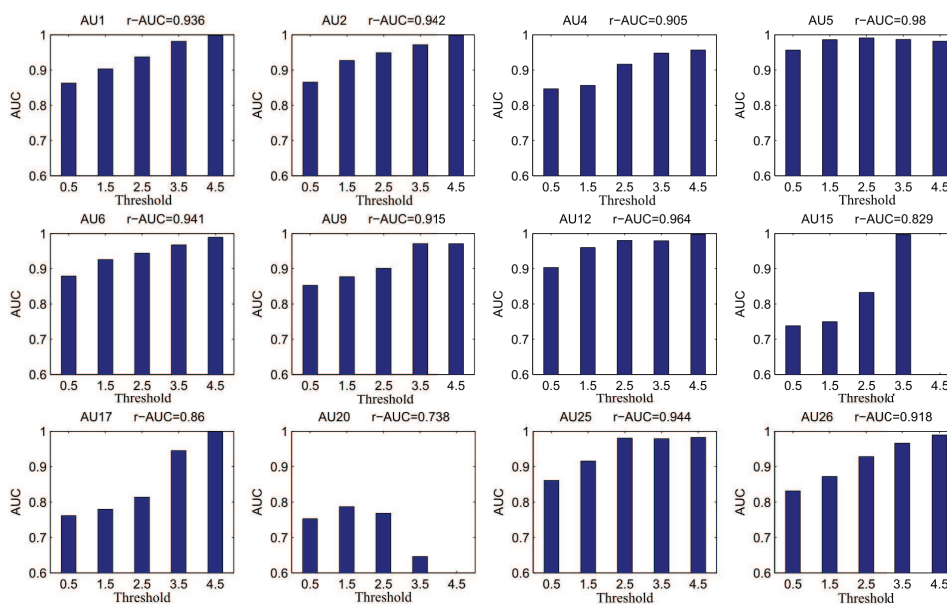 AU1 r−AUC=0.936
AU2 r−AUC=0.942
AU4 r−AUC=0.905
AU5 r−AUC=0.98
1
0.9
0.8
0.7
0.6
AUC
0.5 1.5 2.5 3.5 4.5
Threshold
1
0.9
0.8
0.7
0.6
AUC
0.5 1.5 2.5 3.5 4.5
Threshold
1
0.9
0.8
0.7
0.6
AUC
0.5 1.5 2.5 3.5 4.5
Threshold
1
0.9
0.8
0.7
0.6
AUC
0.5 1.5 2.5 3.5 4.5
Threshold
AU6 r−AUC=0.941
AU9 r−AUC=0.915
AU12 r−AUC=0.964
AU15 r−AUC=0.829
1
0.9
0.8
0.7
0.6
AUC
0.5 1.5 2.5 3.5 4.5
Threshold
1
0.9
0.8
0.7
0.6
AUC
0.5 1.5 2.5 3.5 4.5
Threshold
1
0.9
0.8
0.7
0.6
AUC
0.5 1.5 2.5 3.5 4.5
Threshold
1
0.9
0.8
0.7
0.6
AUC
0.5 1.5 2.5 3.5 4.5
Threshold
AU17 r−AUC=0.86
AU20 r−AUC=0.738
AU25 r−AUC=0.944
AU26 r−AUC=0.918
1
0.9
0.8
0.7
0.6
AUC
0.5 1.5 2.5 3.5 4.5
Threshold
1
0.9
0.8
0.7
0.6
AUC
0.5 1.5 2.5 3.5 4.5
Threshold
1
0.9
0.8
0.7
0.6
AUC
0.5 1.5 2.5 3.5 4.5
Threshold
1
0.9
0.8
0.7
0.6
AUC
0.5 1.5 2.5 3.5 4.5
Threshold